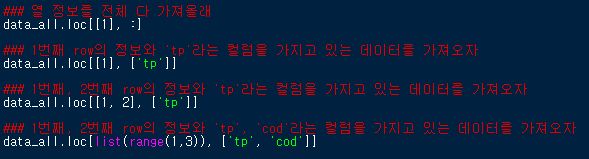 ### 열 정보를 전체 다 가져올래
data_all.loc[[1], :]
### 1번째 row의 정보와 'tp'라는 컬럼을 가지고 있는 데이터를 가져오자
data_all.loc[[1], ['tp']]
### 1번째, 2번째 row의 정보와 'tp'라는 컬럼을 가지고 있는 데이터를 가져오자
data_all.loc[[1, 2], ['tp']]
### 1번째, 2번째 row의 정보와 'tp', 'cod'라는 컬럼을 가지고 있는 데이터를 가져오자
data_all.loc[list(range(1,3)), ['tp', 'cod']]